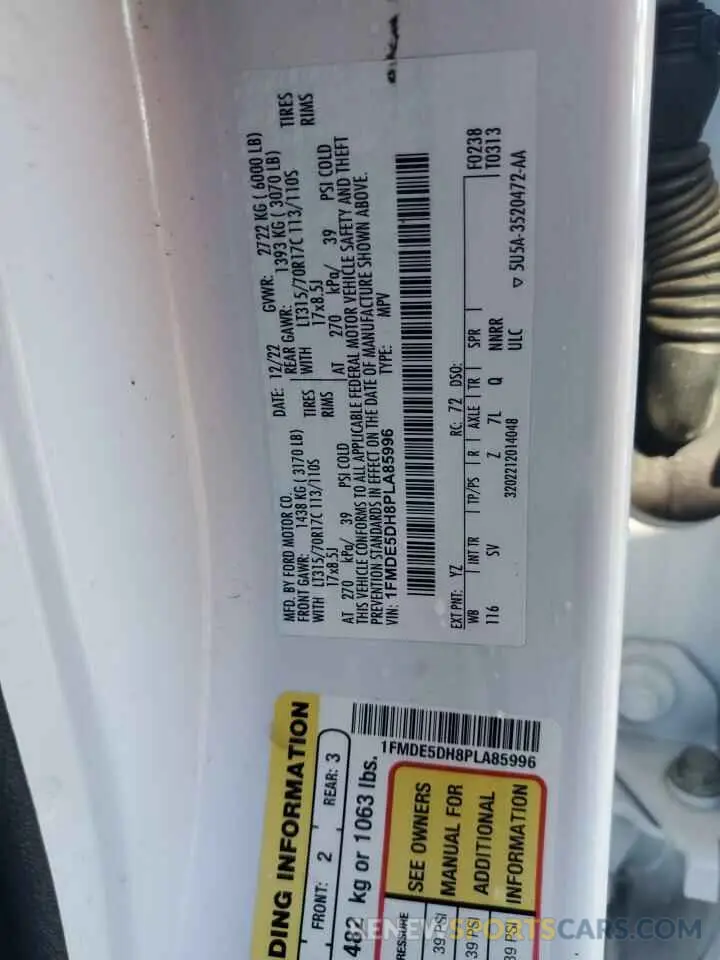 MFD. BY FORD MOTOR CO.
DATE: 12/22 GVWR: 2722 KG ( 6000 LB)
FRONT GAWR: 1438 KG ( 3170 LB)
REAR GAWR: 1393 KG ( 3070 LB)
WITH LT315/70R17C 113/110S TIRES
WITH LT315/70R17C 113/110S TIRES
17x8.5J RIMS
17x8.5J RIMS
AT 270 kPa/ 39 PSI COLD
AT 270 kPa/ 39 PSI COLD
THIS VEHICLE CONFORMS TO ALL APPLICABLE FEDERAL MOTOR VEHICLE SAFETY AND THEFT
PREVENTION STANDARDS IN EFFECT ON THE DATE OF MANUFACTURE SHOWN ABOVE.
VIN: 1FMDE5DH8PLA85996 TYPE: MPV
F0238
T0313
EXT PNT: YZ RC: 72 DSO:
WB INT TR TP/PS R AXLE TR SPR
116 SV Z 7L Q NNRR
ULC
3202212014048
▽ 5U5A-3520472-AA
DING INFORMATION
FRONT: 2 REAR: 3
482 kg or 1063 lbs.
1FMDE5DH8PLA85996
RESSURE
39 PSI
39 PSI
39 PSI
SEE OWNERS
MANUAL FOR
ADDITIONAL
INFORMATION
RENEWSPORTSCARS.COM